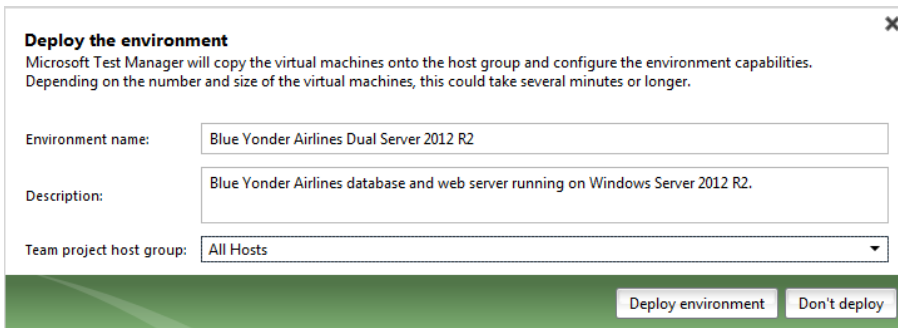 Deploy the environment
Microsoft Test Manager will copy the virtual machines onto the host group and configure the environment capabilities.
Depending on the number and size of the virtual machines, this could take several minutes or longer.
Environment name: Blue Yonder Airlines Dual Server 2012 R2
Description: Blue Yonder Airlines database and web server running on Windows Server 2012 R2.
Team project host group: All Hosts
Deploy environment Don't deploy